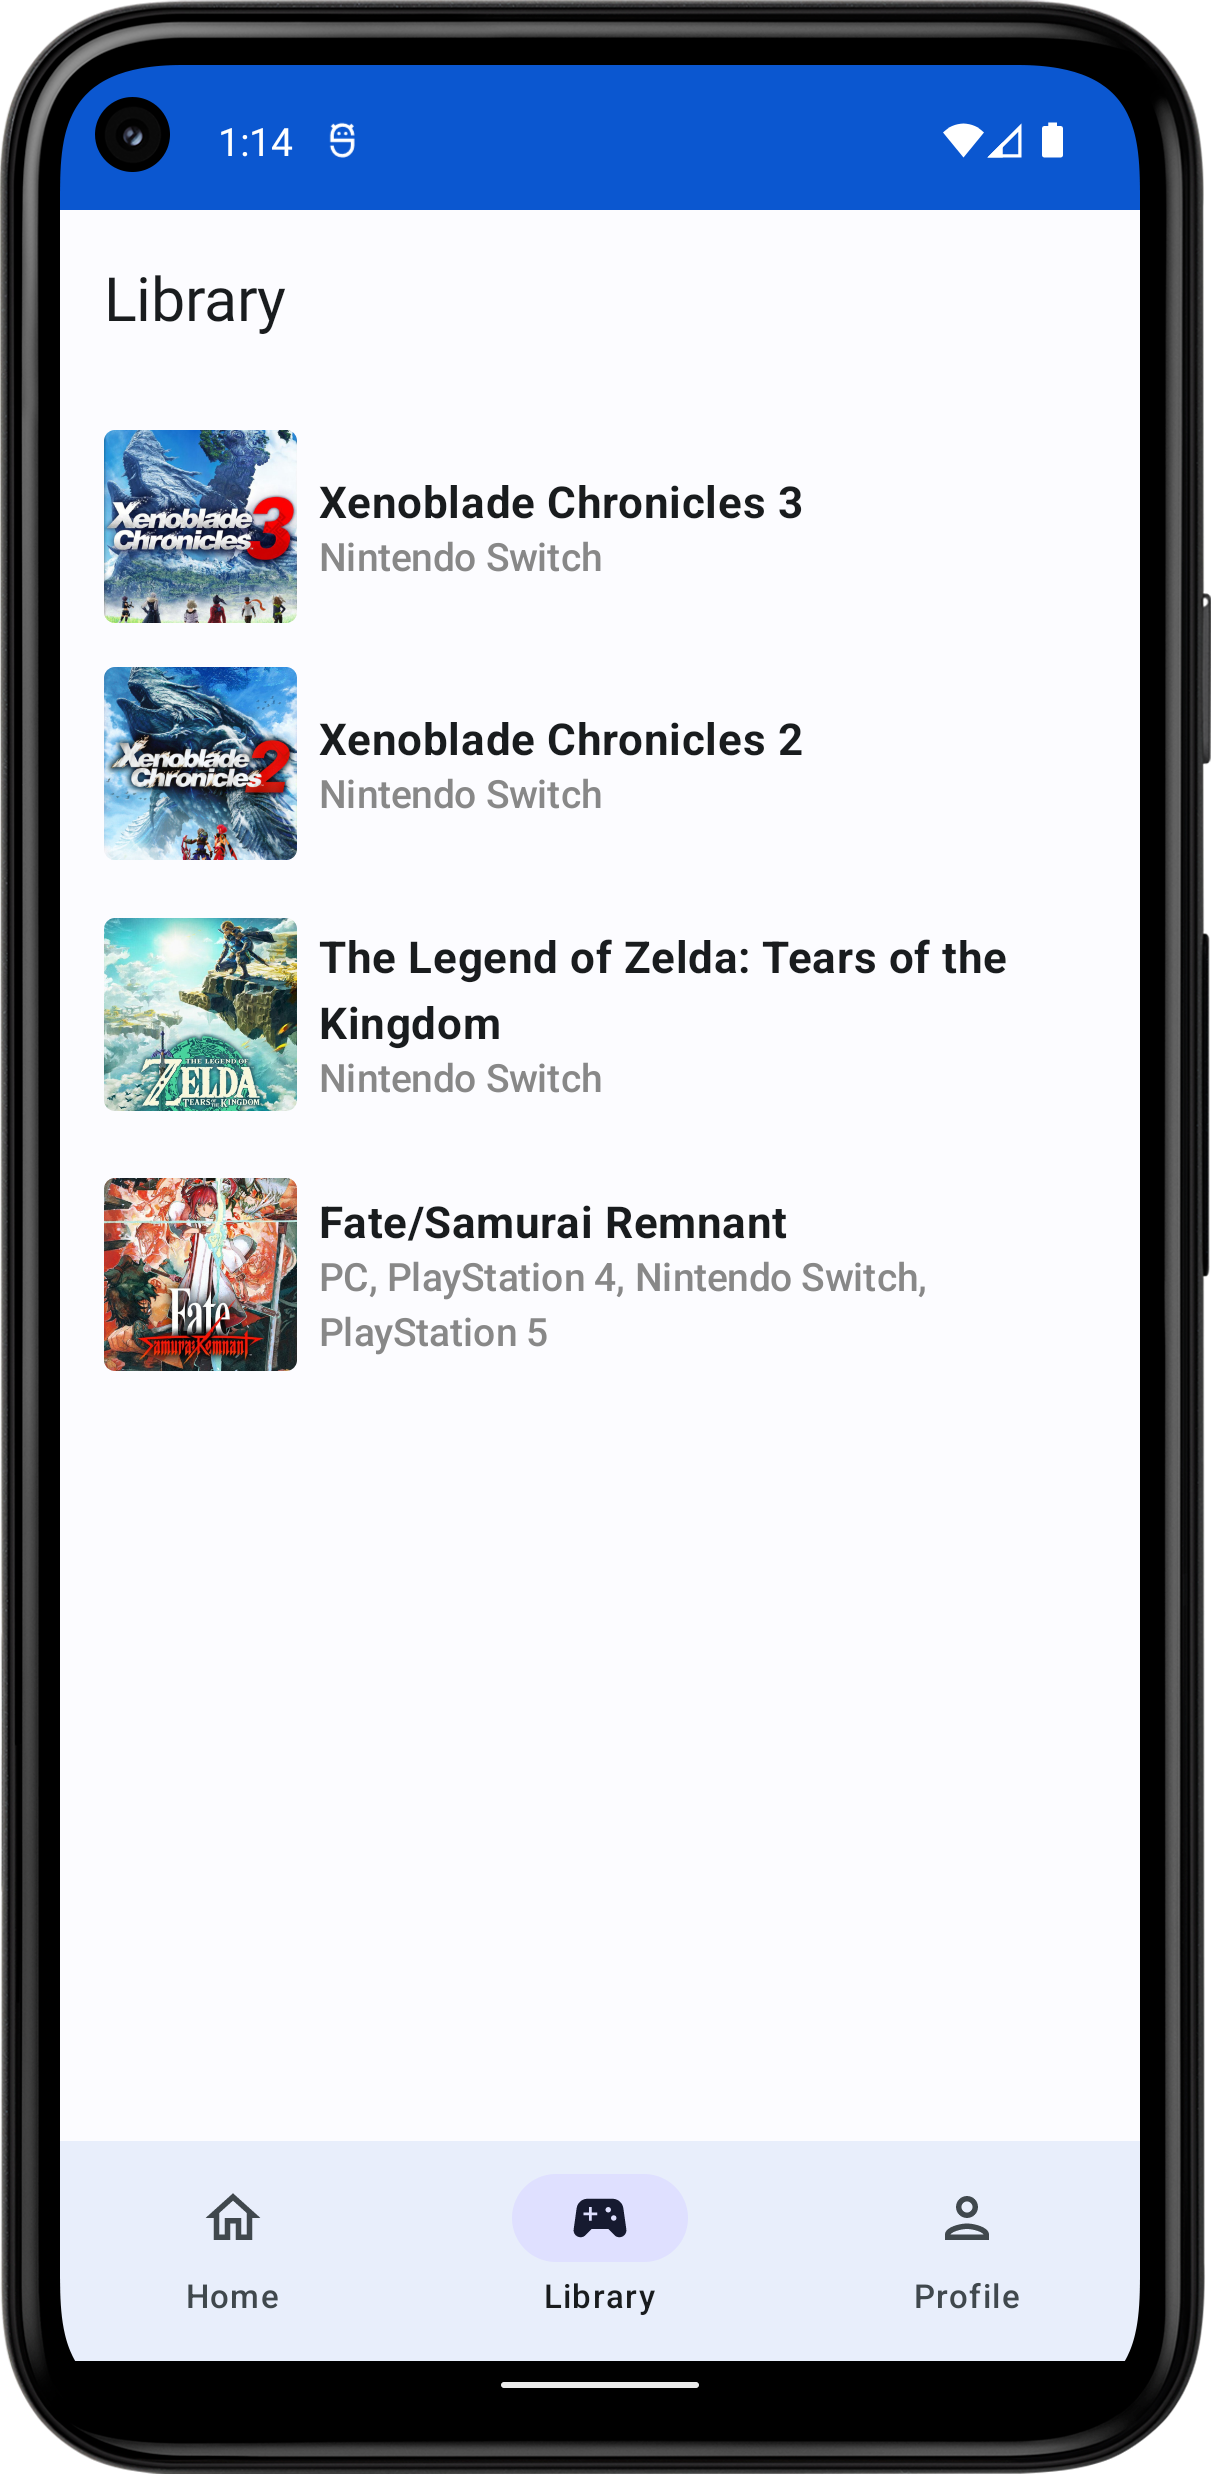 1:14
Library
Xenoblade
Chronicles 3
Xenoblade Chronicles 3
Nintendo Switch
Xenoblade
Chronicles 2
Xenoblade Chronicles 2
Nintendo Switch
The Legend of Zelda: Tears of the
Kingdom
Nintendo Switch
THE LEGEND OF
ZELDA
TEARS OF THE KINGDOM
Fate/Samurai Remnant
PC, PlayStation 4, Nintendo Switch,
PlayStation 5
Fate
Samurai Remnant
Home
Library
Profile